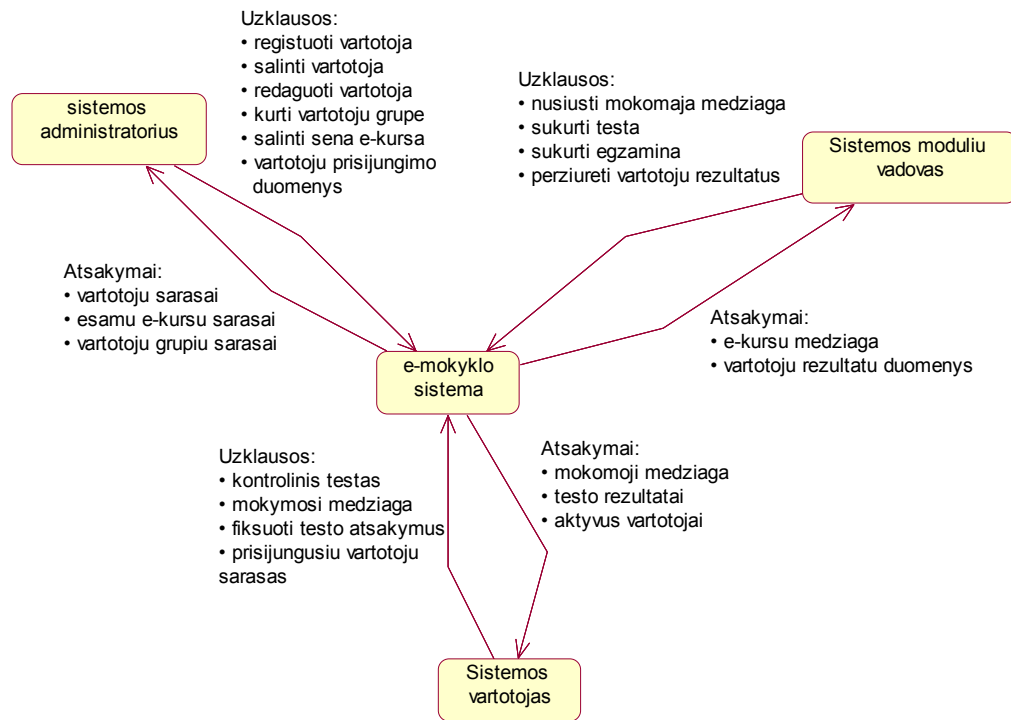 Uzklausos:
• registuoti vartotoja
• salinti vartotoja
• redaguoti vartotoja
• kurti vartotoju grupe
• salinti sena e-kursa
• vartotoju prisijungimo
duomenys
sistemos
administratorius
Uzklausos:
• nusiusti mokomaja medziaga
• sukurti testa
• sukurti egzamina
• perziureti vartotoju rezultatus
Sistemos moduliu
vadovas
Atsakymai:
• vartotoju sarasai
• esamu e-kursu sarasai
• vartotoju grupiu sarasai
Atsakymai:
• e-kursu medziaga
• vartotoju rezultatu duomenys
e-mokyklo
sistema
Uzklausos:
• kontrolinis testas
• mokymosi medziaga
• fiksuoti testo atsakymus
• prisijungusiu vartotoju
sarasas
Atsakymai:
• mokomoji medziaga
• testo rezultatai
• aktyvus vartotojai
Sistemos
vartotojas